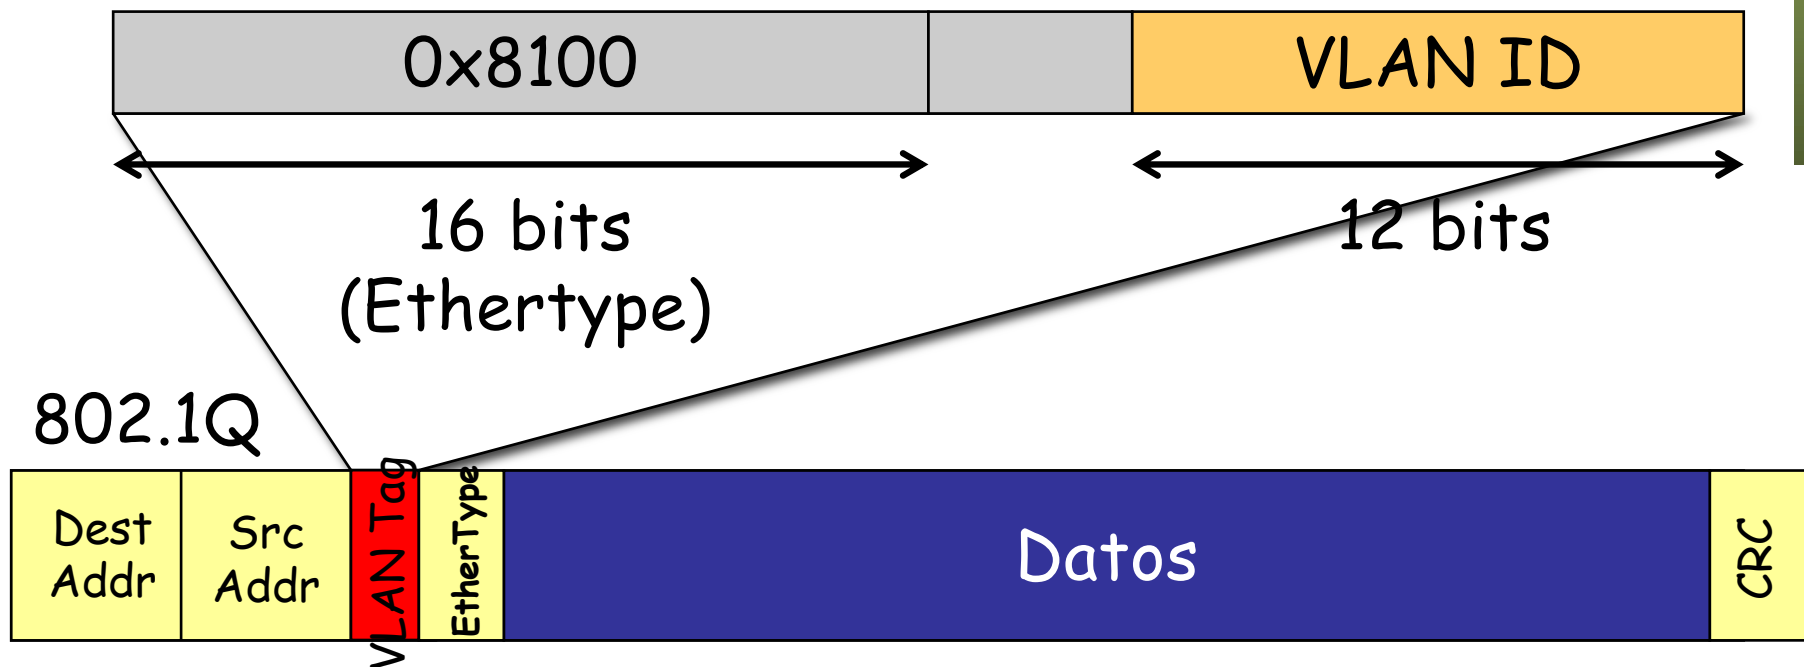 0x8100
VLAN ID
16 bits
(Ethertype)
12 bits
802.1Q
Dest
Addr
Src
Addr
VLAN Tag
EtherType
Datos
CRC